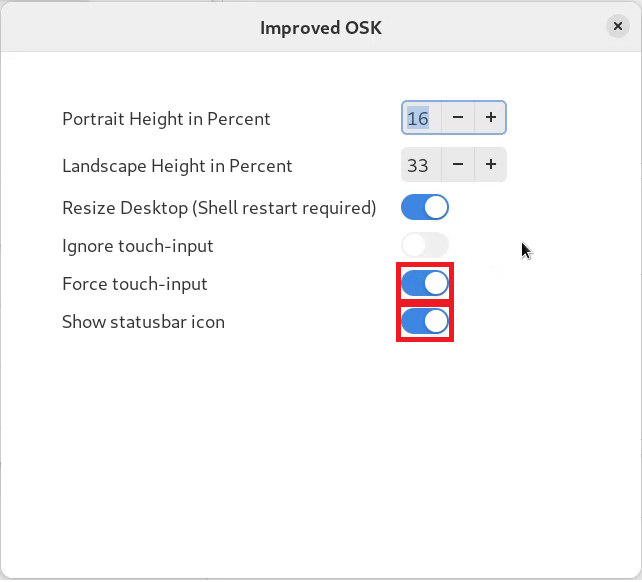 Improved OSK
Portrait Height in Percent 16 − +
Landscape Height in Percent 33 − +
Resize Desktop (Shell restart required)
Ignore touch-input
Force touch-input
Show statusbar icon